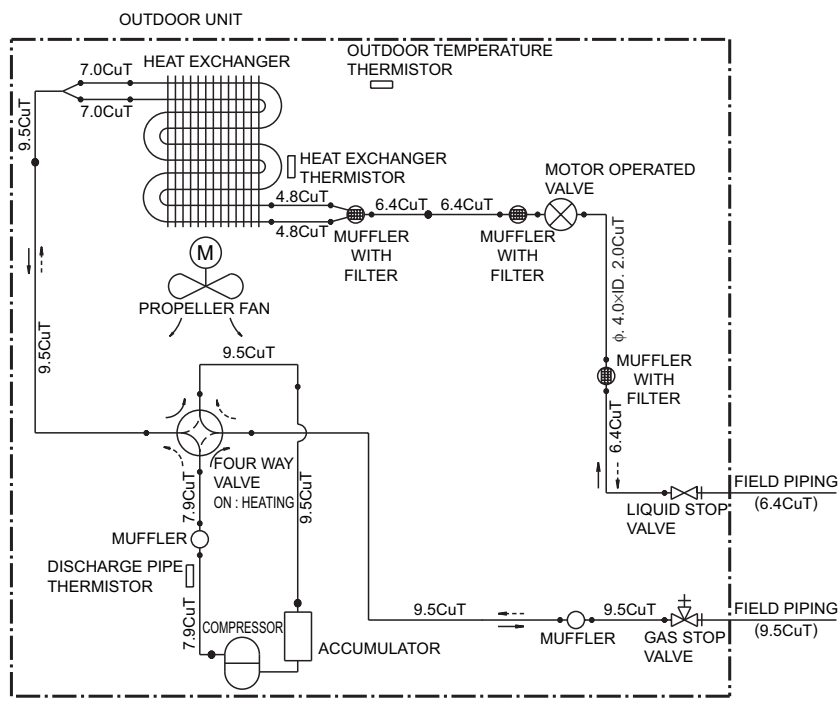 OUTDOOR UNIT
7.0CuT
HEAT EXCHANGER
OUTDOOR TEMPERATURE
THERMISTOR
7.0CuT
9.5CuT
HEAT EXCHANGER
THERMISTOR
MOTOR OPERATED
VALVE
4.8CuT
6.4CuT
6.4CuT
4.8CuT
MUFFLER
WITH
FILTER
MUFFLER
WITH
FILTER
M
PROPELLER FAN
φ. 4.0×ID. 2.0CuT
9.5CuT
9.5CuT
MUFFLER
WITH
FILTER
6.4CuT
FOUR WAY
VALVE
ON : HEATING
7.9CuT
9.5CuT
FIELD PIPING
(6.4CuT)
LIQUID STOP
VALVE
MUFFLER
DISCHARGE PIPE
THERMISTOR
7.9CuT
COMPRESSOR
ACCUMULATOR
9.5CuT
9.5CuT
MUFFLER
GAS STOP
VALVE
FIELD PIPING
(9.5CuT)